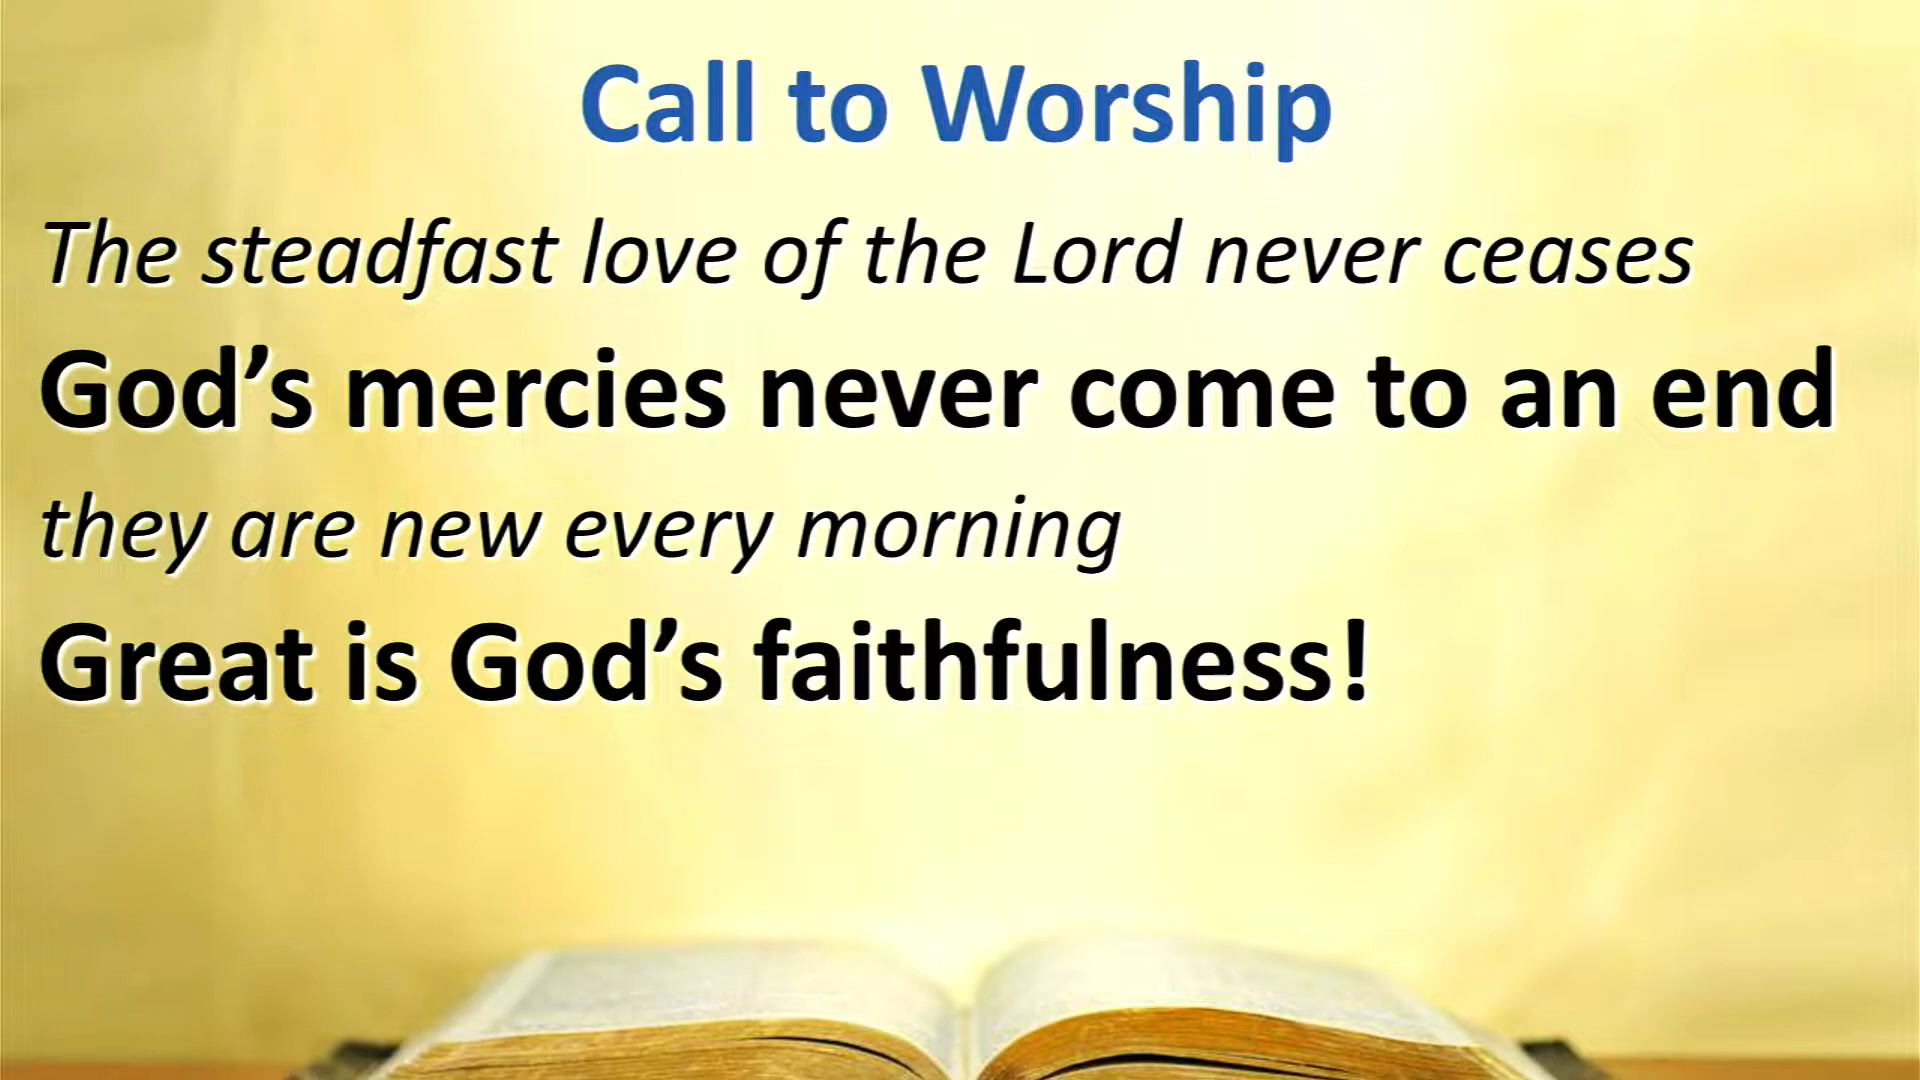 Call to Worship
The steadfast love of the Lord never ceases
God’s mercies never come to an end
they are new every morning
Great is God’s faithfulness!